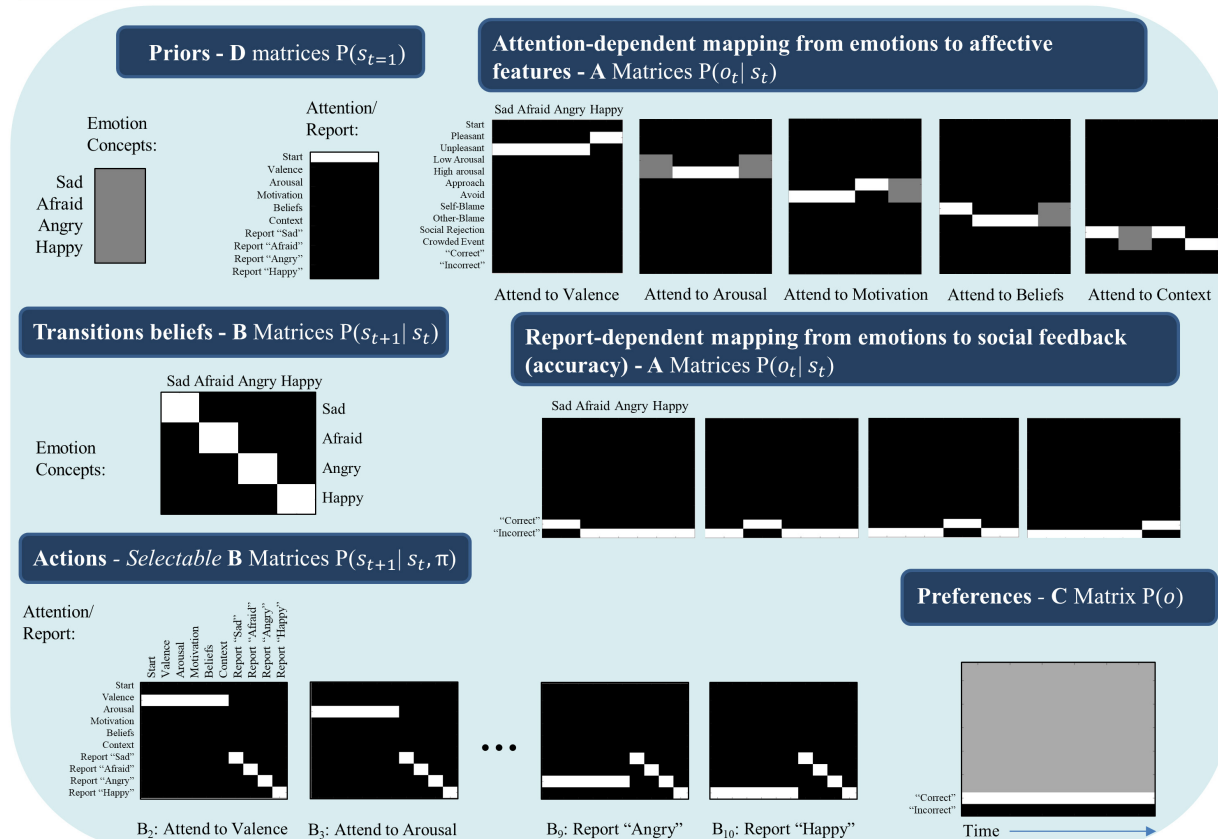 Priors - D matrices P(s_{t=1})
Emotion
Concepts:
Sad
Afraid
Angry
Happy
Attention/
Report:
Start
Valence
Arousal
Motivation
Beliefs
Context
Report “Sad”
Report “Afraid”
Report “Angry”
Report “Happy”
Attention-dependent mapping from emotions to affective
features - A Matrices P(o_t| s_t)
Sad Afraid Angry Happy
Start
Pleasant
Unpleasant
Low Arousal
High arousal
Approach
Avoid
Self-Blame
Other-Blame
Social Rejection
Crowded Event
“Correct”
“Incorrect”
Attend to Valence
Attend to Arousal
Attend to Motivation
Attend to Beliefs
Attend to Context
Transitions beliefs - B Matrices P(s_{t+1}| s_t)
Sad Afraid Angry Happy
Emotion
Concepts:
Sad
Afraid
Angry
Happy
Report-dependent mapping from emotions to social feedback
(accuracy) - A Matrices P(o_t| s_t)
Sad Afraid Angry Happy
“Correct”
“Incorrect”
Actions - Selectable B Matrices P(s_{t+1}| s_t, π)
Attention/
Report:
Start
Valence
Arousal
Motivation
Beliefs
Context
Report “Sad”
Report “Afraid”
Report “Angry”
Report “Happy”
Start
Valence
Arousal
Motivation
Beliefs
Context
Report “Sad”
Report “Afraid”
Report “Angry”
Report “Happy”
B₂: Attend to Valence
B₃: Attend to Arousal
•••
B₉: Report “Angry”
B₁₀: Report “Happy”
Preferences - C Matrix P(o)
“Correct”
“Incorrect”
Time